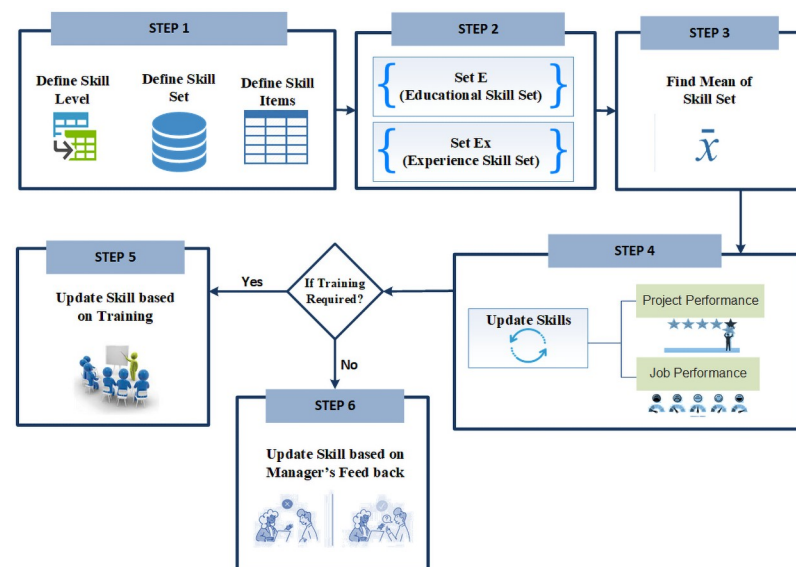 STEP 1
Define Skill
Level
Define Skill
Set
Define Skill
Items
STEP 2
Set E
(Educational Skill Set)
Set Ex
(Experience Skill Set)
STEP 3
Find Mean of
Skill Set
x̄
STEP 4
Update Skills
Project Performance
Job Performance
If Training
Required?
Yes
No
STEP 5
Update Skill based
on Training
STEP 6
Update Skill based on
Manager's Feed back